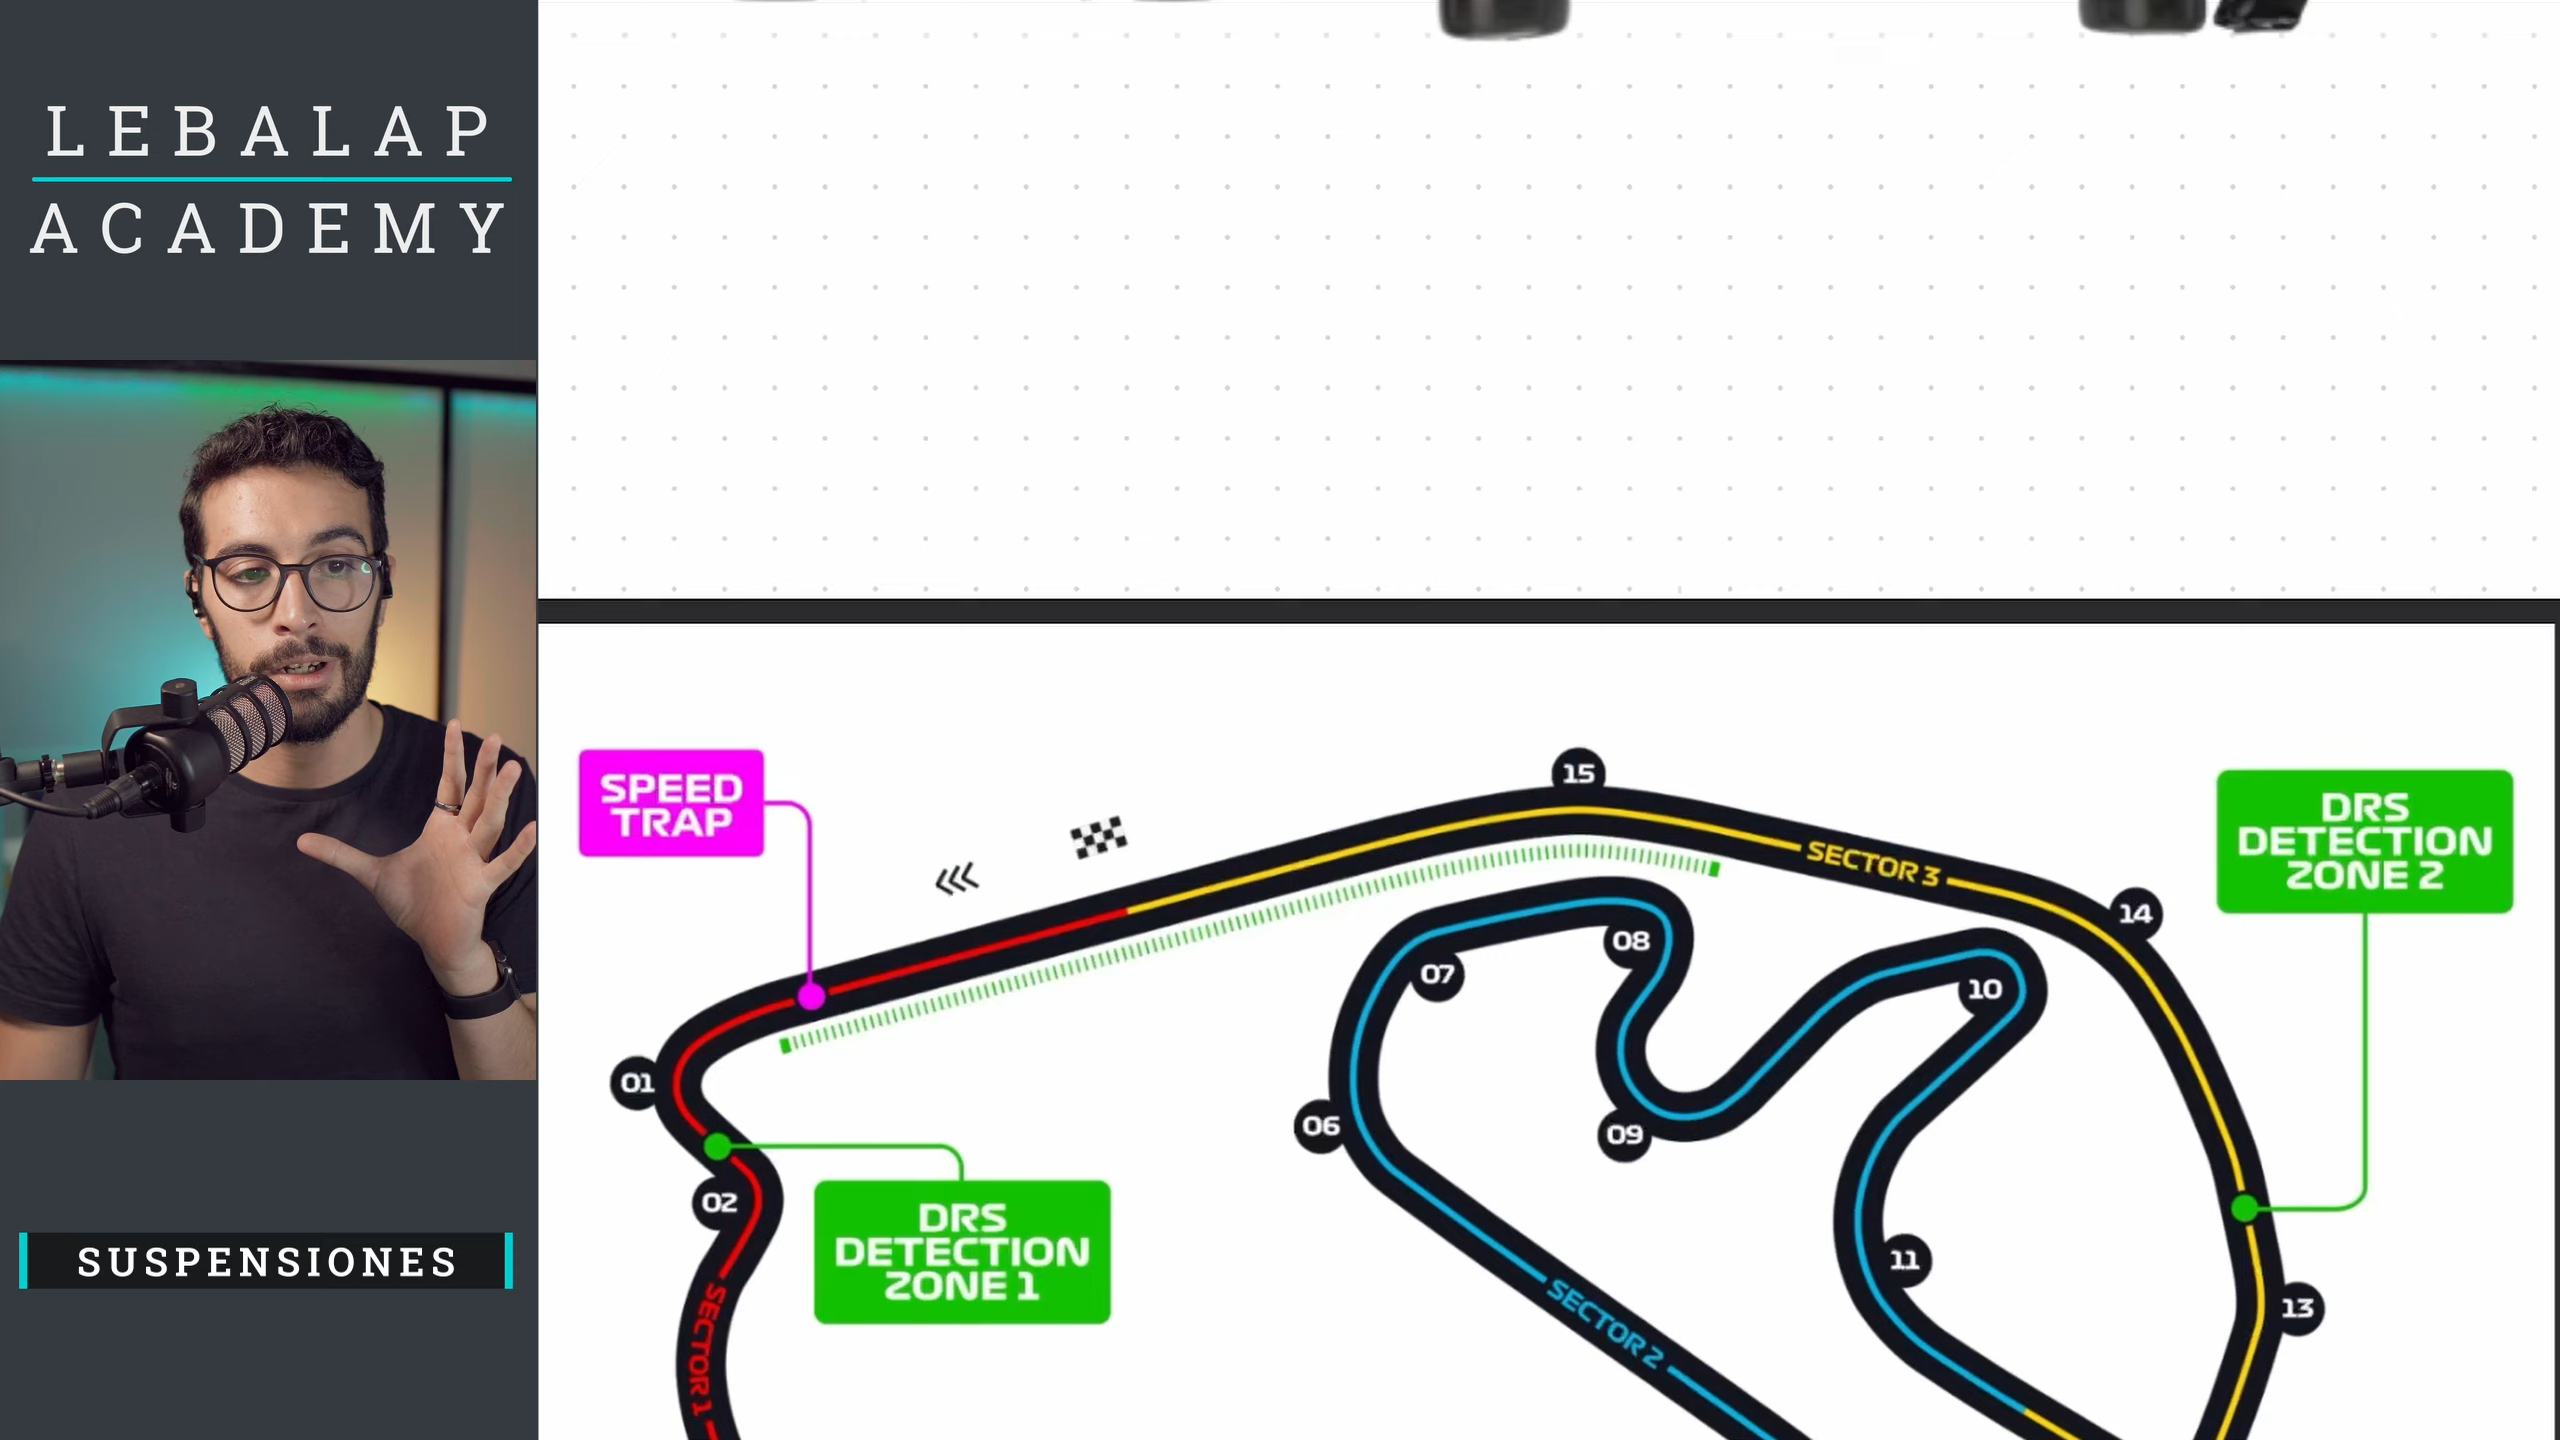 LEBALAP
ACADEMY
SUSPENSIONES
SPEED
TRAP
15
SECTOR 3
DRS
DETECTION
ZONE 2
14
08
07
10
01
06
09
02
DRS
DETECTION
ZONE 1
11
13
SECTOR 1
SECTOR 2